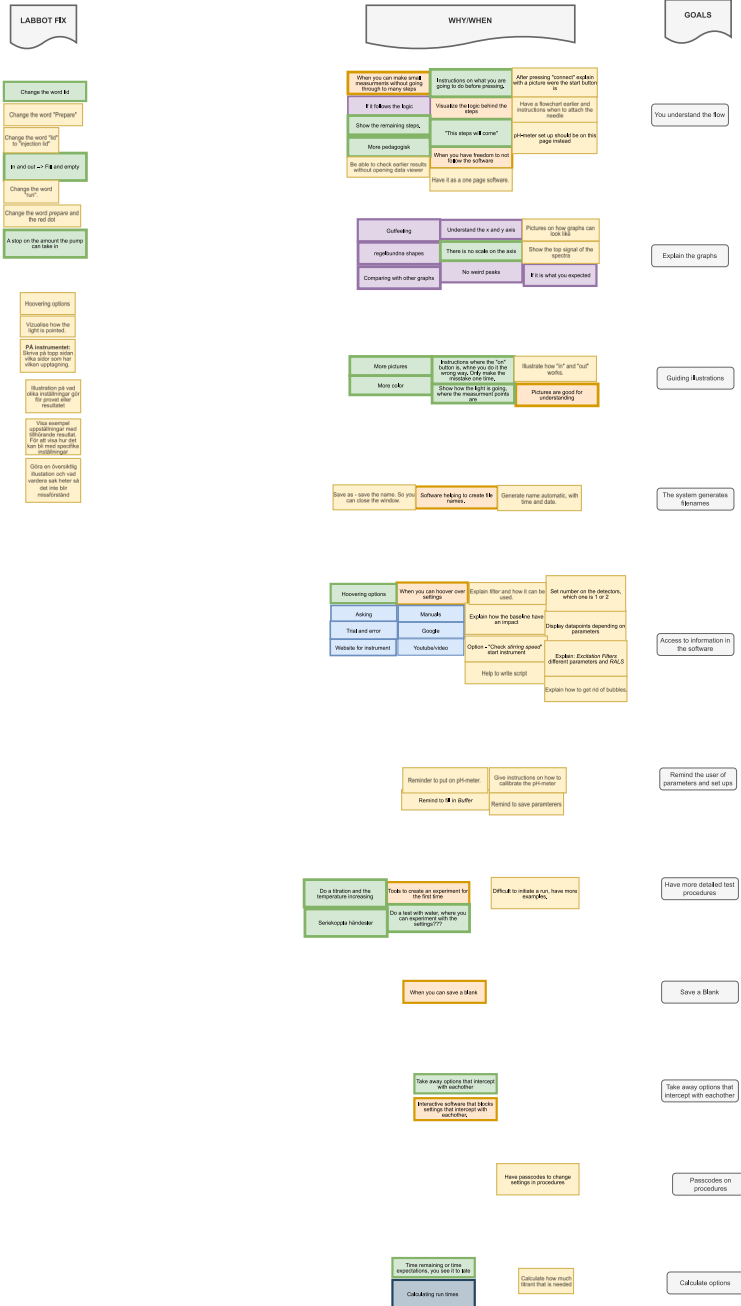 LABBOT FIX
WHY/WHEN
GOALS
Change the word lid
Change the word "Prepare"
Change the word "lid"
to "injection lid"
In and out --> Fill and empty
Change the word
"run".
Change the word prepare and
the red dot
A stop on the amount the pump
can take in
Hoovering options
Vizualise how the
light is pointed.
PÅ instrumentet:
Skriva på topp sidan
vilka sidor som har
vilken upptagning.
Illustration på vad
olika inställningar gör
för provet eller
resultatet
Visa exempel
uppställningar med
tillhörande resultat.
För att visa hur det
kan bli med specifika
inställningar
Göra en översiktlig
illustation och vad
vardera sak heter så
det inte blir
missförstånd
When you can make small
measurments without going
through to many steps
Instructions on what you are
going to do before pressing.
After pressing "connect" explain
with a picture were the start button
is
If it follows the logic
Visualize the logic behind the
steps
Have a flowchart earlier and
instructions when to attach the
needle
Show the remaining steps.
"This steps will come"
pH-meter set up should be on this
page instead
More pedagogisk
When you have freedom to not
follow the software
Be able to check earlier results
without opening data viewer
Have it as a one page software.
You understand the flow
Gutfeeling
Understand the x and y axis
Pictures on how graphs can
look like
regelbundna shapes
There is no scale on the axis
Show the top signal of the
spectra
Comparing with other graphs
No weird peaks
If it is what you expected
Explain the graphs
More pictures
Instructions where the "on"
button is, whne you do it the
wrong way. Only make the
misstake one time.
Illustrate how "in" and "out"
works.
More color
Show how the light is going,
where the measurment points
are
Pictures are good for
understanding
Guiding illustrations
Save as - save the name. So you
can close the window.
Software helping to create file
names.
Generate name automatic, with
time and date.
The system generates
filenames
Hoovering options
When you can hoover over
settings
Explain filter and how it can be
used.
Set number on the detectors,
which one is 1 or 2
Asking
Manuals
Explain how the baseline have
an impact
Display datapoints depending on
parameters
Trial and error
Google
Website for instrument
Youtube/video
Option - "Check stirring speed"
start instrument
Explain: Excitation Filters
different parameters and RALS
Help to write script
Explain how to get rid of bubbles.
Access to information in
the software
Reminder to put on pH-meter.
Give instructions on how to
callibrate the pH-meter
Remind to fill in Buffer
Remind to save paramterers
Remind the user of
parameters and set ups
Do a titration and the
temperature increasing
Tools to create an experiment for
the first time
Difficult to initiate a run, have more
examples.
Seriekoppla händesler
Do a test with water, where you
can experiment with the
settings???
Have more detailed test
procedures
When you can save a blank
Save a Blank
Take away options that intercept
with eachother
Interactive software that blocks
settings that intercept with
eachother.
Take away options that
intercept with eachother
Have passcodes to change
settings in procedures
Passcodes on
procedures
Time remaining or time
expectations, you see it to late
Calculating run times
Calculate how much
titrant that is needed
Calculate options